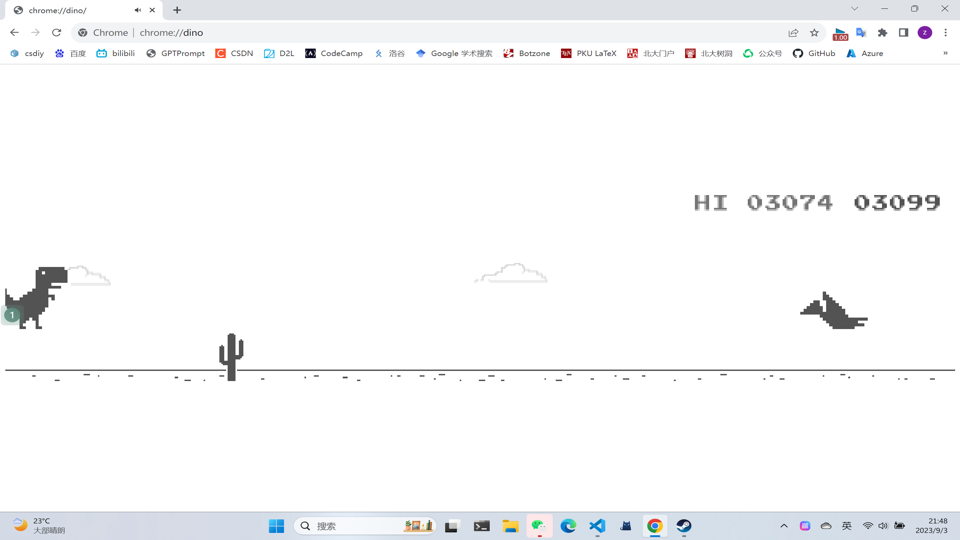 chrome://dino/
Chrome | chrome://dino
1.00
z
csdiy 百度 bilibili GPTPrompt CSDN D2L CodeCamp 洛谷 Google 学术搜索 Botzone PKU LaTeX 北大门户 北大树洞 公众号 GitHub Azure »
HI 03074 03099
1
23°C
大部晴朗
搜索
英
21:48
2023/9/3